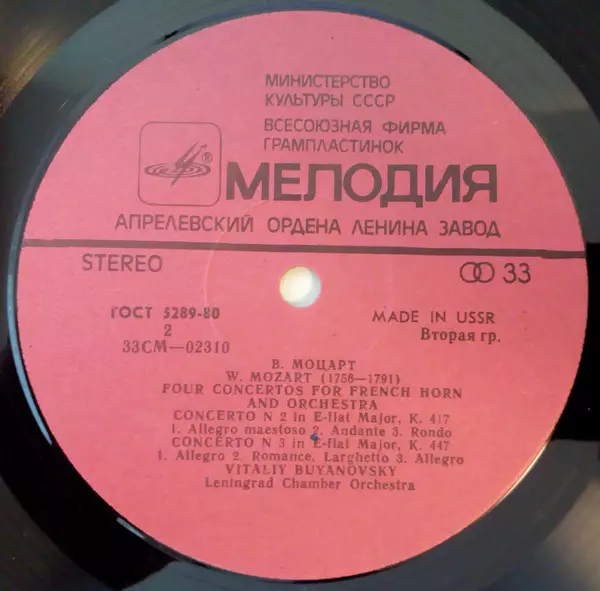 МИНИСТЕРСТВО
КУЛЬТУРЫ СССР
ВСЕСОЮЗНАЯ ФИРМА
ГРАМПЛАСТИНОК
®
МЕЛОДИЯ
АПРЕЛЕВСКИЙ ОРДЕНА ЛЕНИНА ЗАВОД
STEREO
33
ГОСТ 5289-80
MADE IN USSR
2
Вторая гр.
33СМ—02310
В. МОЦАРТ
W. MOZART (1756—1791)
FOUR CONCERTOS FOR FRENCH HORN
AND ORCHESTRA
CONCERTO N 2 in E-flat Major, K. 417
1. Allegro maestoso 2. Andante 3. Rondo
CONCERTO N 3 in E-flat Major, K. 447
1. Allegro 2. Romance, Larghetto 3. Allegro
VITALIY BUYANOVSKY
Leningrad Chamber Orchestra